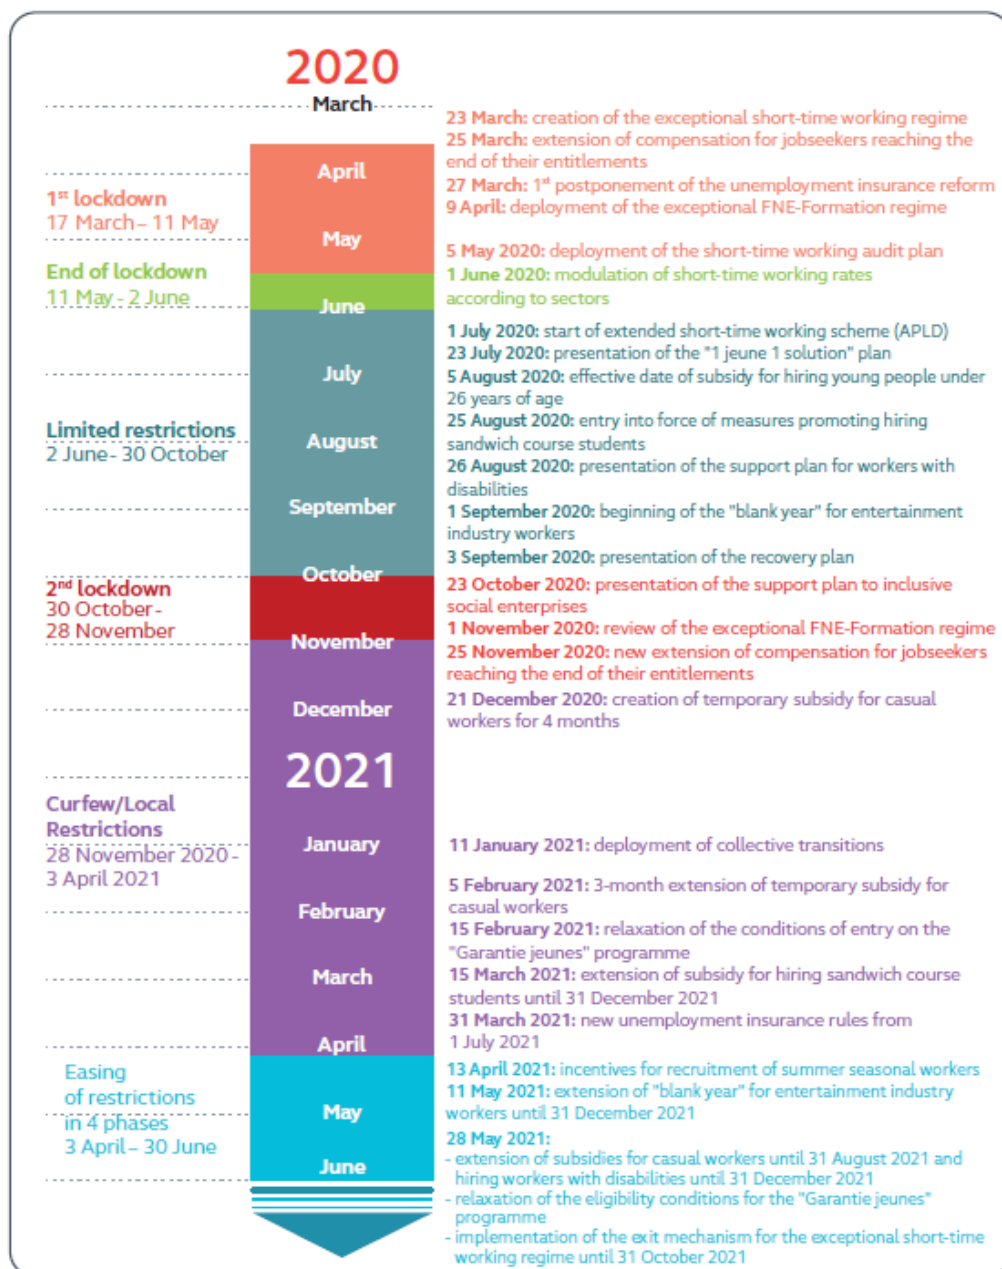 2020
March
23 March: creation of the exceptional short-time working regime
25 March: extension of compensation for jobseekers reaching the
end of their entitlements
27 March: 1st postponement of the unemployment insurance reform
9 April: deployment of the exceptional FNE-Formation regime
April
1st lockdown
17 March – 11 May
May
5 May 2020: deployment of the short-time working audit plan
End of lockdown
11 May - 2 June
1 June 2020: modulation of short-time working rates
according to sectors
June
1 July 2020: start of extended short-time working scheme (APLD)
23 July 2020: presentation of the "1 jeune 1 solution" plan
5 August 2020: effective date of subsidy for hiring young people under
26 years of age
25 August 2020: entry into force of measures promoting hiring
sandwich course students
26 August 2020: presentation of the support plan for workers with
disabilities
1 September 2020: beginning of the "blank year" for entertainment
industry workers
3 September 2020: presentation of the recovery plan
July
Limited restrictions
2 June - 30 October
August
September
October
2nd lockdown
30 October -
28 November
23 October 2020: presentation of the support plan to inclusive
social enterprises
1 November 2020: review of the exceptional FNE-Formation regime
25 November 2020: new extension of compensation for jobseekers
reaching the end of their entitlements
November
21 December 2020: creation of temporary subsidy for casual
workers for 4 months
December
2021
Curfew/Local
Restrictions
28 November 2020 -
3 April 2021
January
11 January 2021: deployment of collective transitions
5 February 2021: 3-month extension of temporary subsidy for
casual workers
February
15 February 2021: relaxation of the conditions of entry on the
"Garantie jeunes" programme
March
15 March 2021: extension of subsidy for hiring sandwich course
students until 31 December 2021
31 March 2021: new unemployment insurance rules from
1 July 2021
April
Easing
of restrictions
in 4 phases
3 April – 30 June
13 April 2021: incentives for recruitment of summer seasonal workers
11 May 2021: extension of "blank year" for entertainment industry
workers until 31 December 2021
May
28 May 2021:
- extension of subsidies for casual workers until 31 August 2021 and
hiring workers with disabilities until 31 December 2021
- relaxation of the eligibility conditions for the "Garantie jeunes"
programme
- implementation of the exit mechanism for the exceptional short-time
working regime until 31 October 2021
June